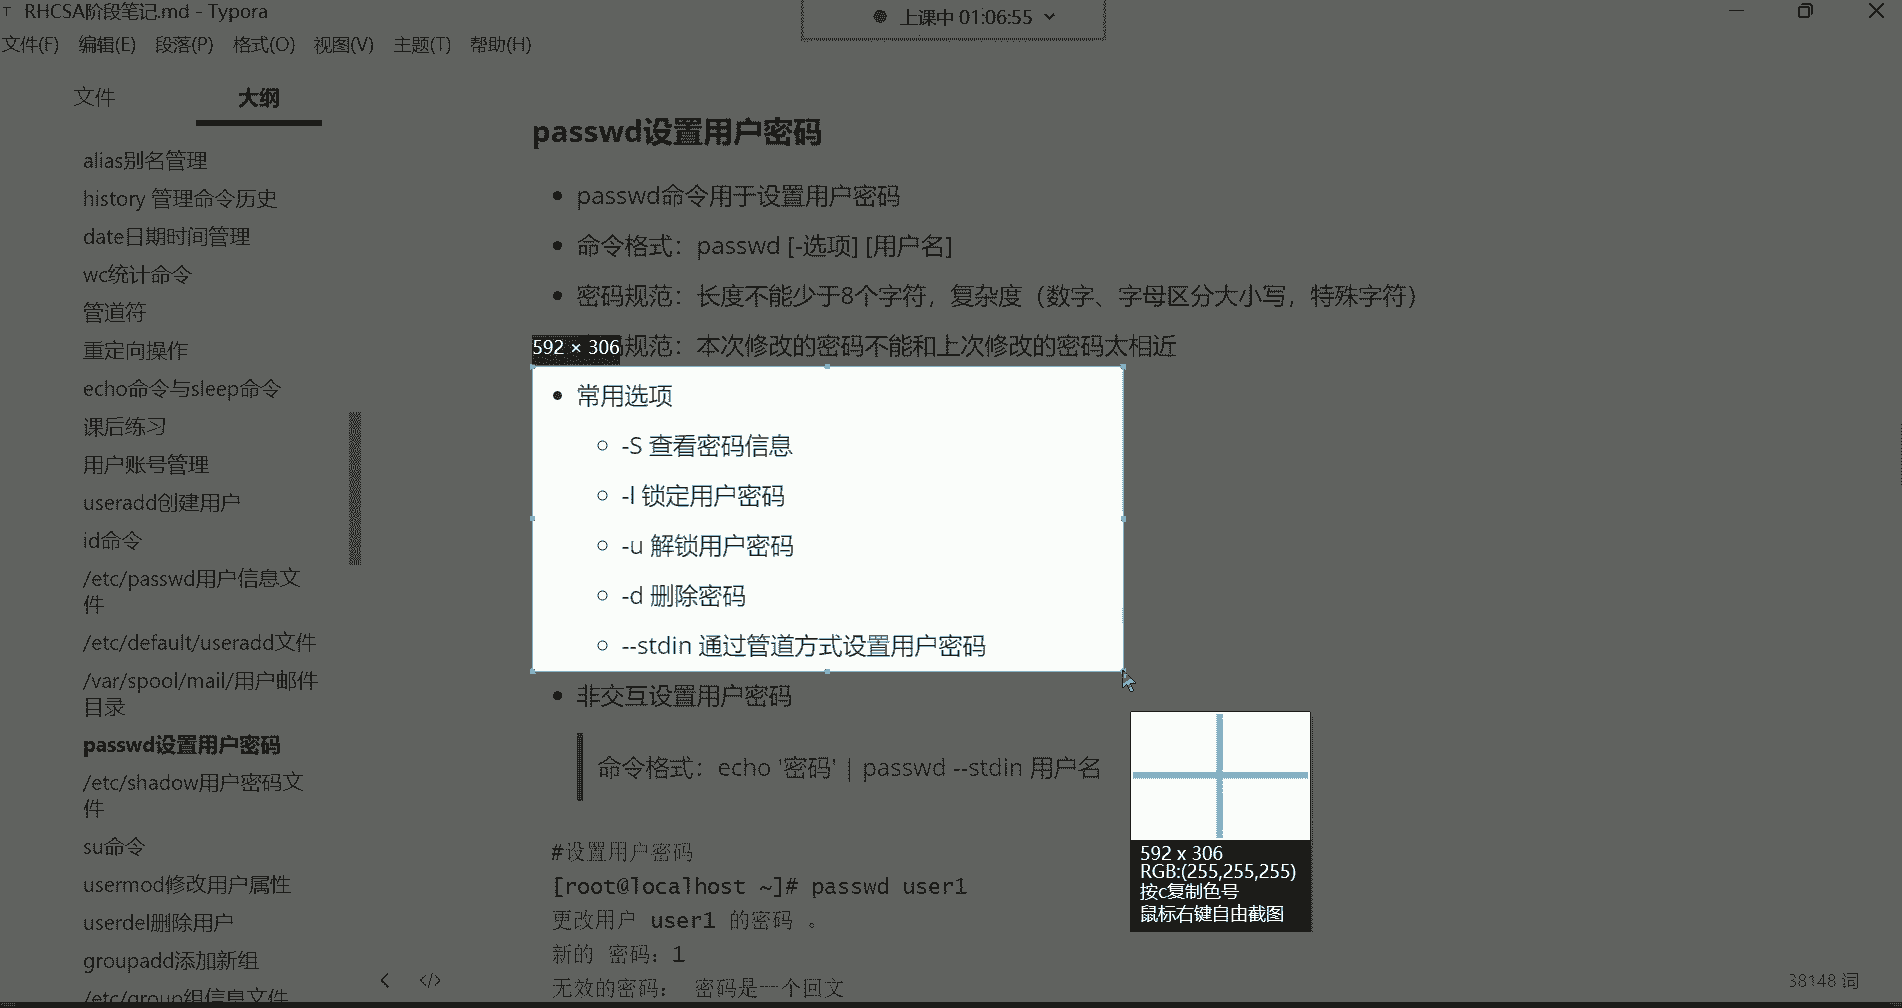 RHCSA阶段笔记.md - Typora
上课中 01:06:55
文件(F) 编辑(E) 段落(P) 格式(O) 视图(V) 主题(T) 帮助(H)
文件 大纲
alias别名管理
history 管理命令历史
date日期时间管理
wc统计命令
管道符
重定向操作
echo命令与sleep命令
课后练习
用户账号管理
useradd创建用户
id命令
/etc/passwd用户信息文
件
/etc/default/useradd文件
/var/spool/mail/用户邮件
目录
passwd设置用户密码
/etc/shadow用户密码文
件
su命令
usermod修改用户属性
userdel删除用户
groupadd添加新组
/etc/group组信息文件
passwd设置用户密码
passwd命令用于设置用户密码
命令格式：passwd [-选项] [用户名]
密码规范：长度不能少于8个字符，复杂度（数字、字母区分大小写，特殊字符）
592 × 306
规范：本次修改的密码不能和上次修改的密码太相近
常用选项
-S 查看密码信息
-l 锁定用户密码
-u 解锁用户密码
-d 删除密码
--stdin 通过管道方式设置用户密码
非交互设置用户密码
命令格式：echo '密码' | passwd --stdin 用户名
#设置用户密码
[root@localhost ~]# passwd user1
更改用户 user1 的密码 。
新的 密码：1
无效的密码： 密码是一个回文
592 x 306
RGB:(255,255,255)
按c复制色号
鼠标右键自由截图
38148 词